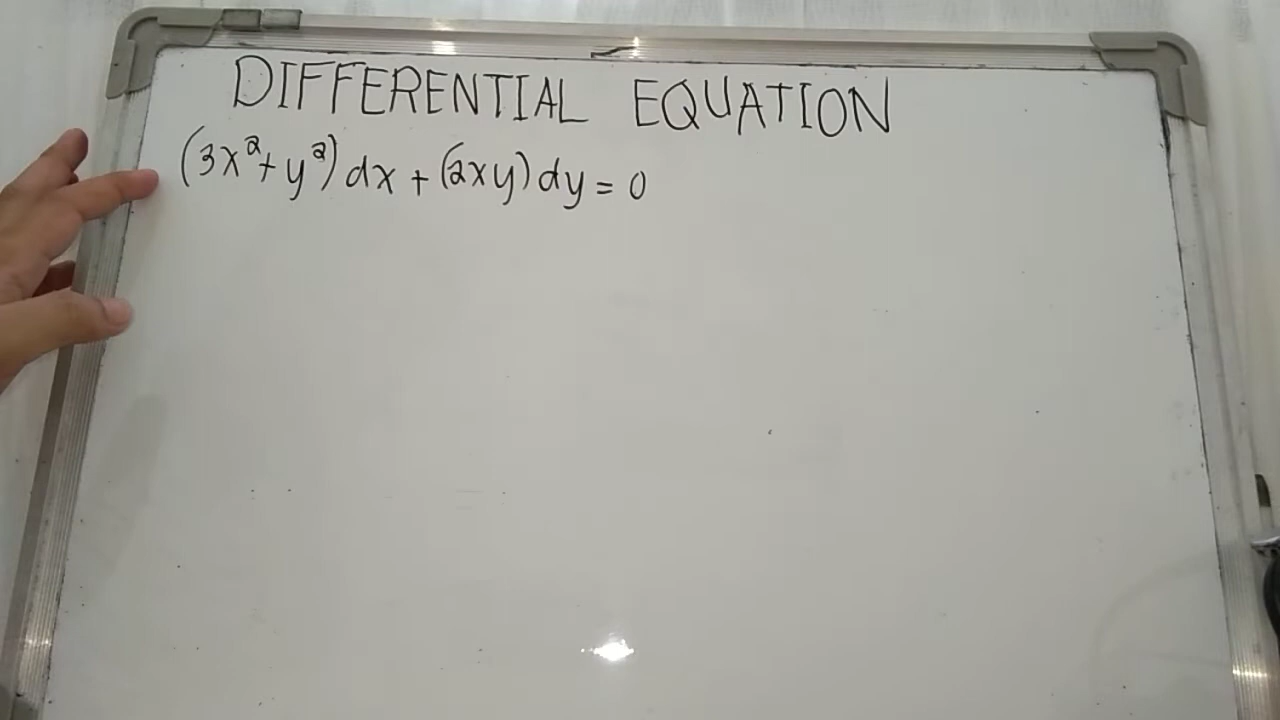 DIFFERENTIAL EQUATION
(3x²+y²)dx+(2xy)dy=0